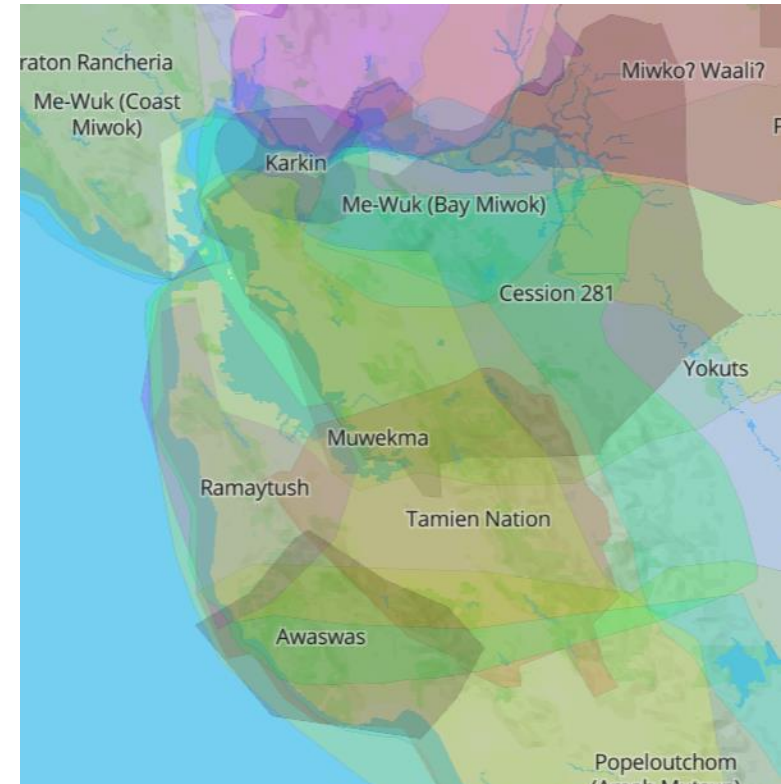 raton Rancheria
Miwko? Waali?
Me-Wuk (Coast
Miwok)
Karkin
Me-Wuk (Bay Miwok)
Cession 281
Yokuts
Muwekma
Ramaytush
Tamien Nation
Awaswas
Popeloutchom